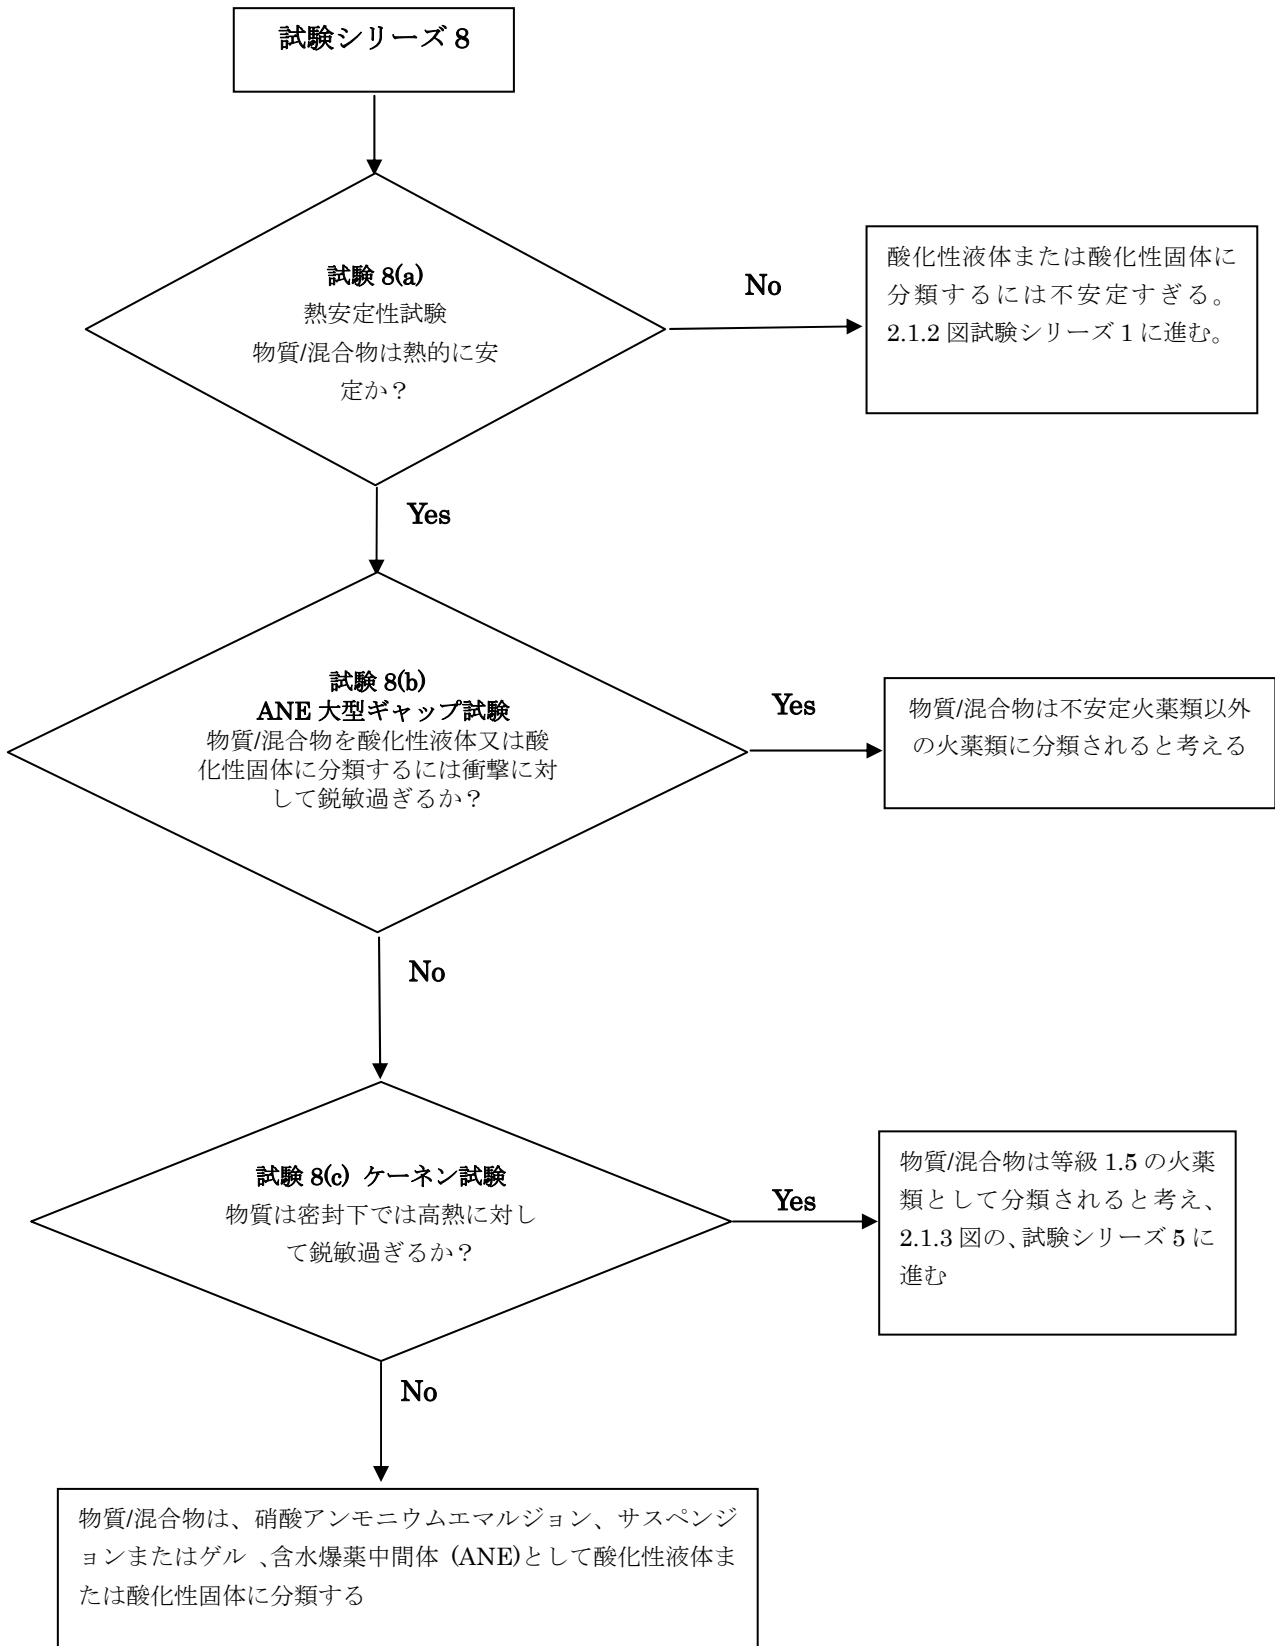 試験シリーズ 8
試験 8(a)
熱安定性試験
物質/混合物は熱的に安
定か？
No
酸化性液体または酸化性固体に
分類するには不安定すぎる。
2.1.2 図試験シリーズ 1 に進む。
Yes
試験 8(b)
ANE 大型ギャップ試験
物質/混合物を酸化性液体又は酸
化性固体に分類するには衝撃に対
して鋭敏過ぎるか？
Yes
物質/混合物は不安定火薬類以外
の火薬類に分類されると考える
No
試験 8(c) ケーネン試験
物質は密封下では高熱に対し
て鋭敏過ぎるか？
Yes
物質/混合物は等級 1.5 の火薬
類として分類されると考え、
2.1.3 図の、試験シリーズ 5 に
進む
No
物質/混合物は、硝酸アンモニウムエマルジョン、サスペンジ
ョンまたはゲル 、含水爆薬中間体 (ANE)として酸化性液体ま
たは酸化性固体に分類する